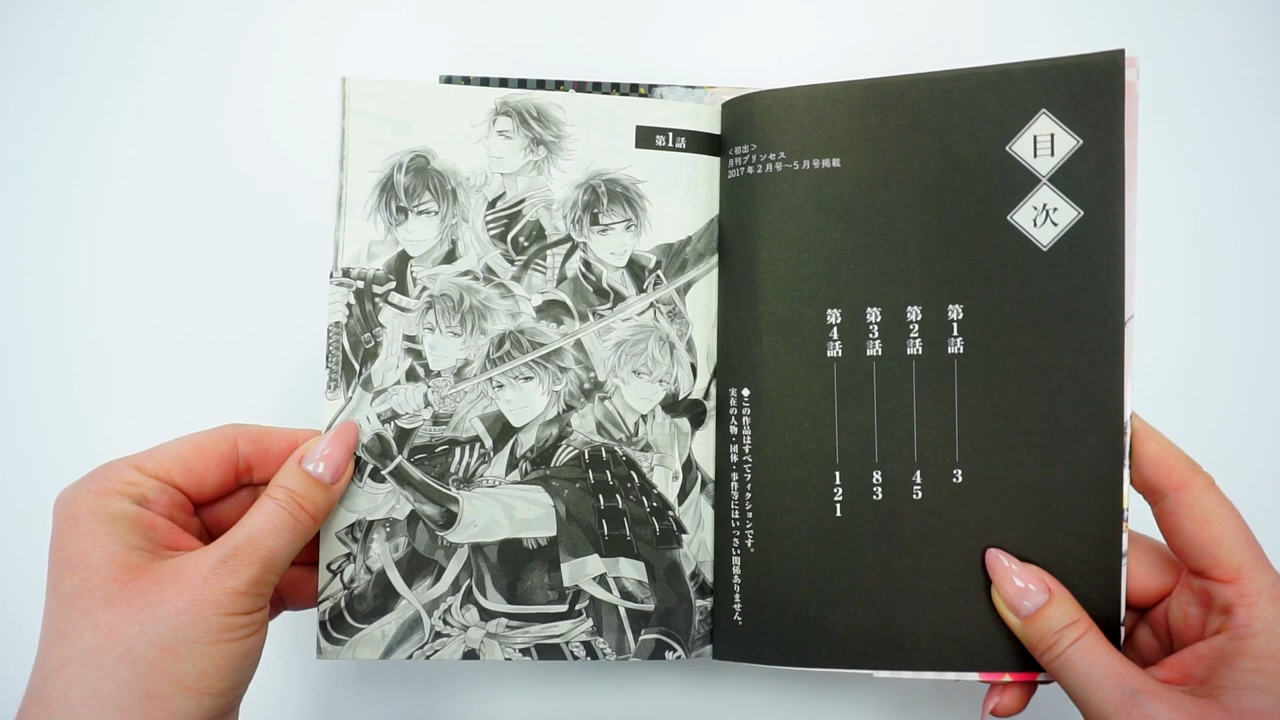 目次
第1話 3
第2話 45
第3話 83
第4話 121
<初出>
月刊プリンセス
2017年2月号〜5月号掲載
◆この作品はすべてフィクションです。
実在の人物・団体・事件等にはいっさい関係ありません。
第1話